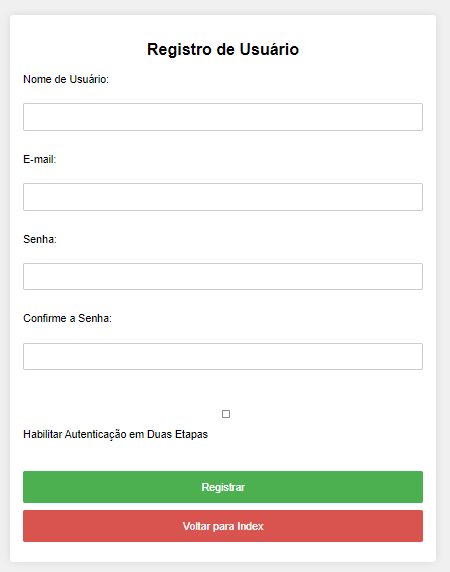 Registro de Usuário
Nome de Usuário:
E-mail:
Senha:
Confirme a Senha:
Habilitar Autenticação em Duas Etapas
Registrar
Voltar para Index